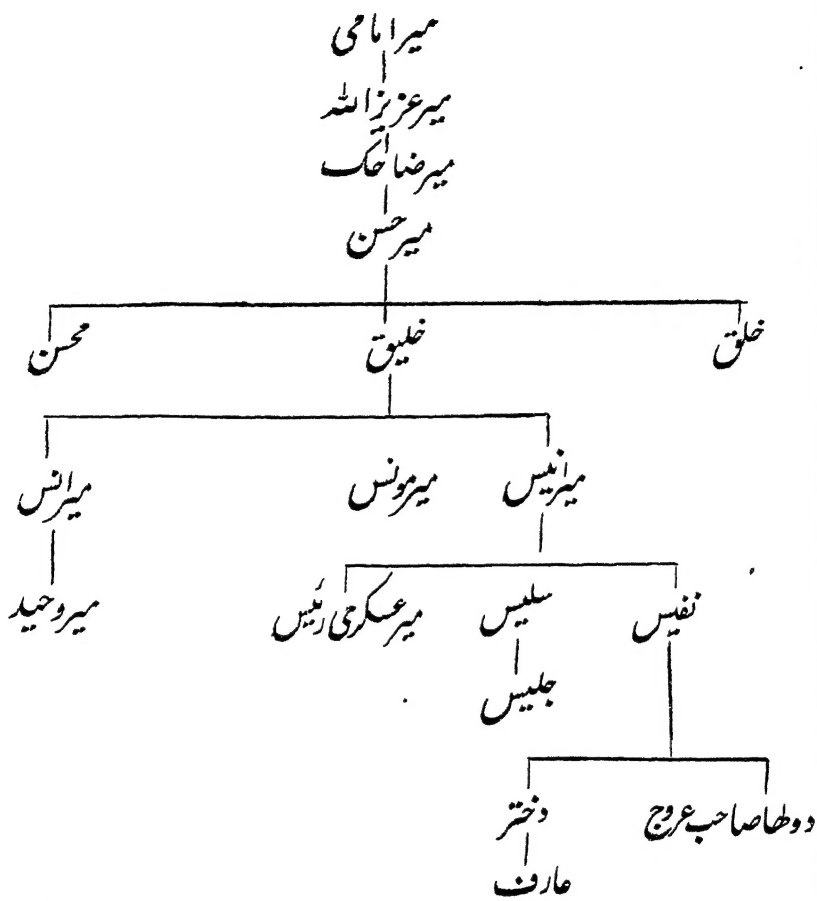 میر امامی
میر عزیز اللہ
میر ضاحک
میر حسن
خلق خلیق محسن
میر انیس میر مونس میر انس
نفیس سلیس میر عسکری رئیس میر وحید
جلیس
دولھا صاحب عروج دختر
عارف